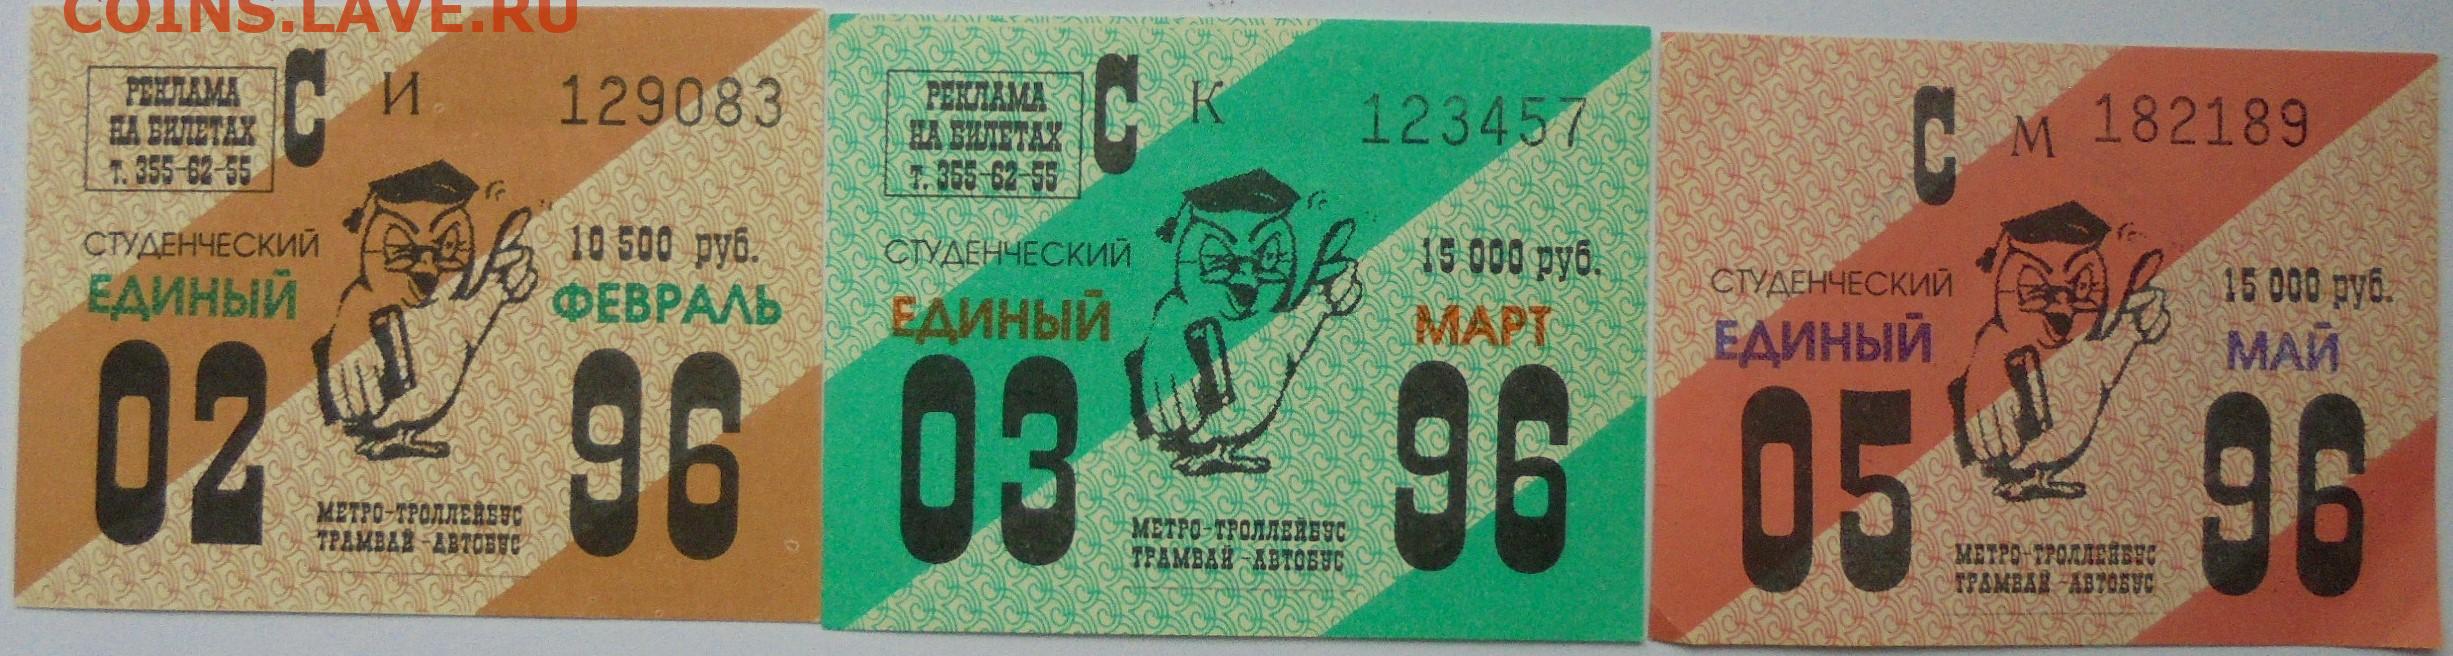 COINS.LAVE.RU
РЕКЛАМА
НА БИЛЕТАХ
т. 355-62-55
С И 129083
СТУДЕНЧЕСКИЙ
ЕДИНЫЙ
10 500 руб.
ФЕВРАЛЬ
02 96
МЕТРО-ТРОЛЛЕЙБУС
ТРАМВАЙ-АВТОБУС
РЕКЛАМА
НА БИЛЕТАХ
т. 355-62-55
С К 123457
СТУДЕНЧЕСКИЙ
ЕДИНЫЙ
15 000 руб.
МАРТ
03 96
МЕТРО-ТРОЛЛЕЙБУС
ТРАМВАЙ-АВТОБУС
С М 182189
СТУДЕНЧЕСКИЙ
ЕДИНЫЙ
15 000 руб.
МАЙ
05 96
МЕТРО-ТРОЛЛЕЙБУС
ТРАМВАЙ-АВТОБУС